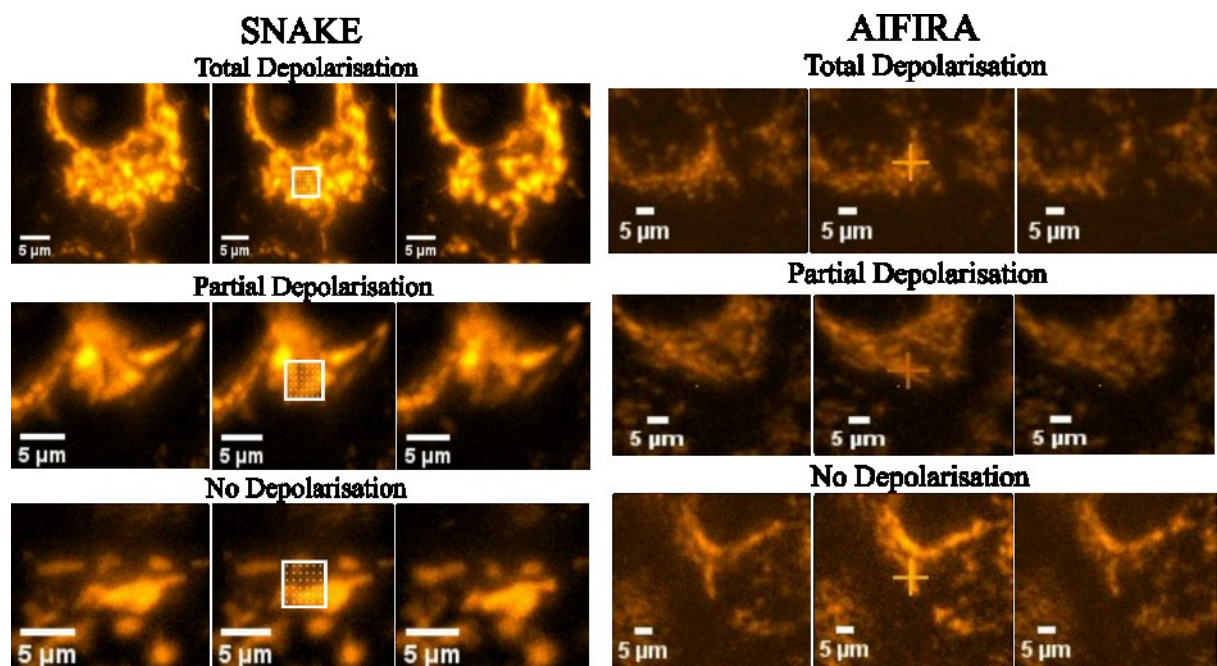 SNAKE
Total Depolarisation
5 µm 5 µm 5 µm
Partial Depolarisation
5 µm 5 µm 5 µm
No Depolarisation
5 µm 5 µm 5 µm
AIFIRA
Total Depolarisation
5 µm 5 µm 5 µm
Partial Depolarisation
5 µm 5 µm 5 µm
No Depolarisation
5 µm 5 µm 5 µm